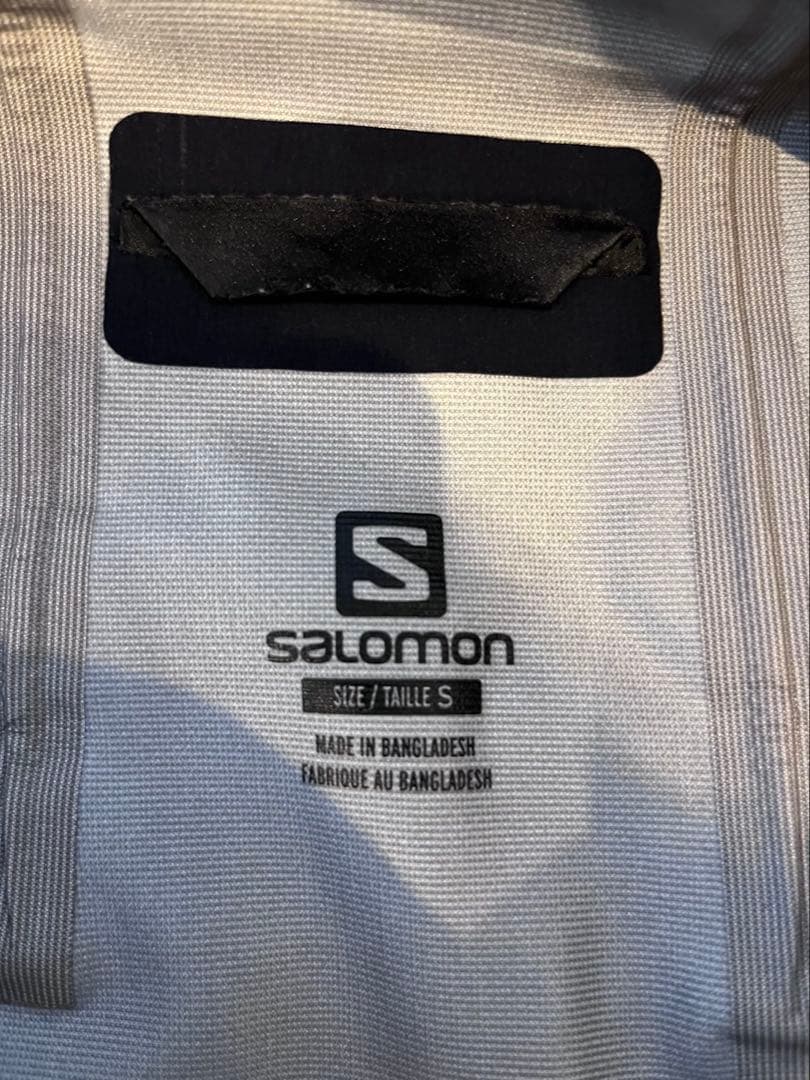 S
salomon
SIZE / TAILLE S
MADE IN BANGLADESH
FABRIQUE AU BANGLADESH